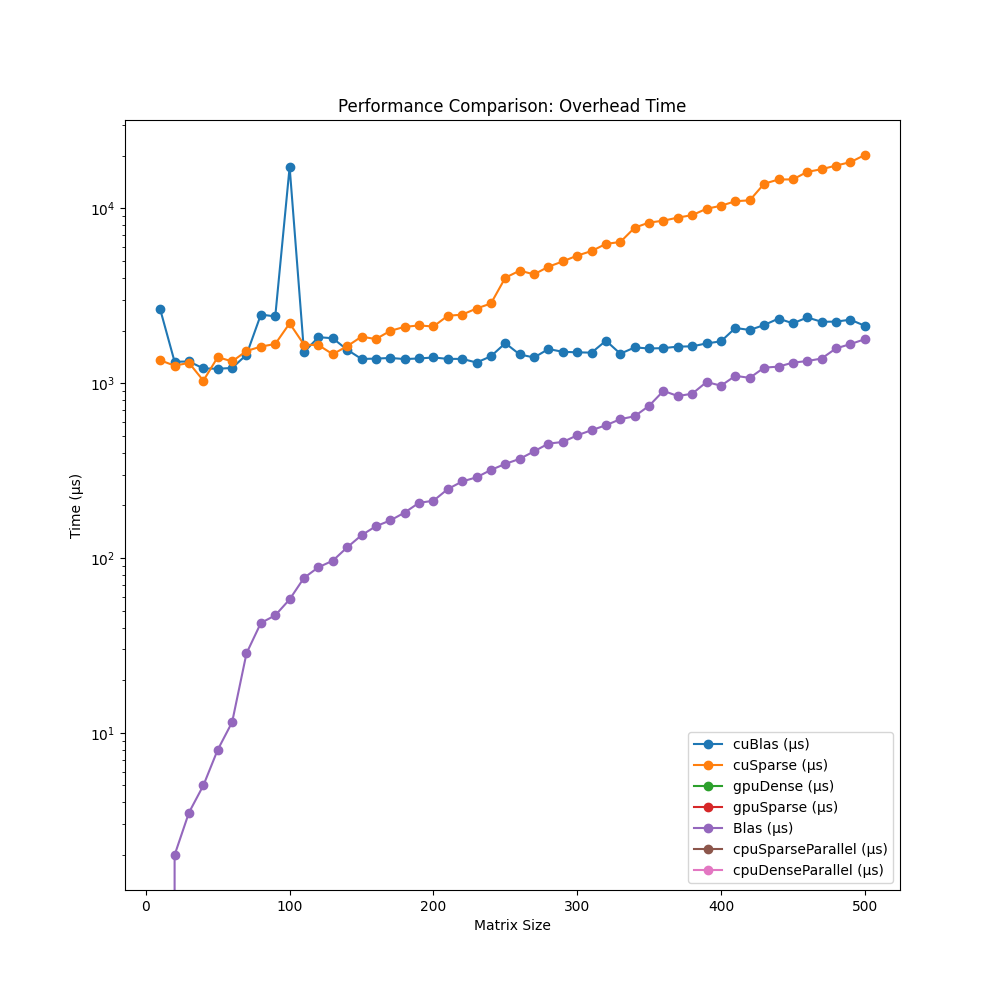 Performance Comparison: Overhead Time
10⁴
10³
10²
10¹
Time (µs)
0 100 200 300 400 500
Matrix Size
cuBlas (µs)
cuSparse (µs)
gpuDense (µs)
gpuSparse (µs)
Blas (µs)
cpuSparseParallel (µs)
cpuDenseParallel (µs)